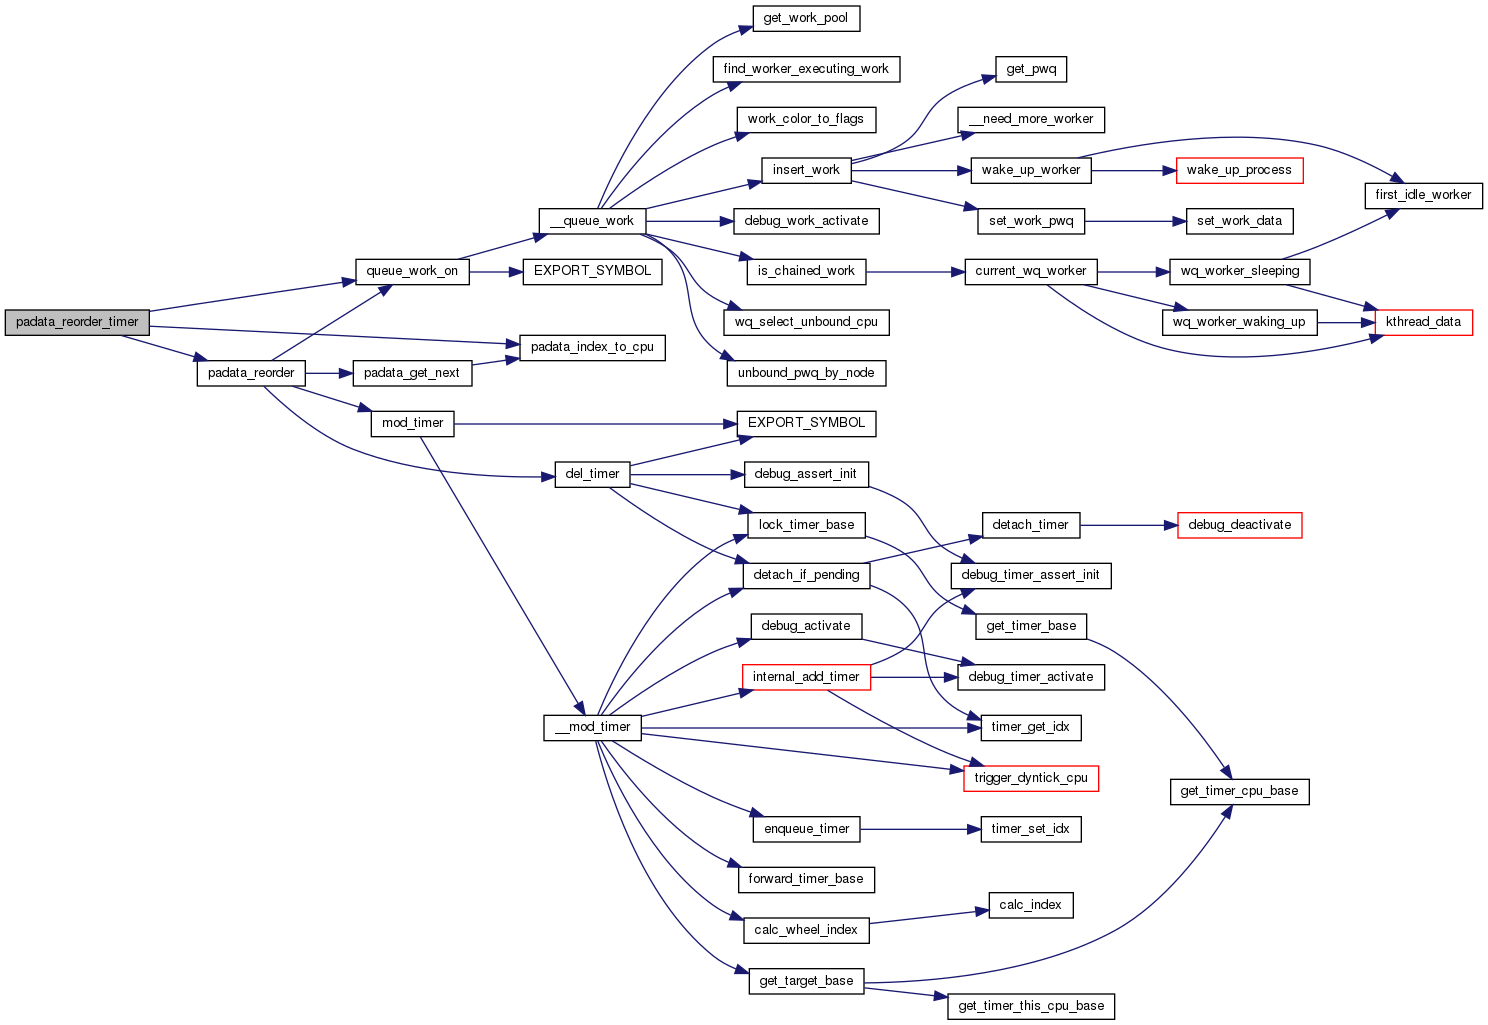 get_work_pool
find_worker_executing_work
get_pwq
work_color_to_flags
__need_more_worker
insert_work
wake_up_worker
wake_up_process
first_idle_worker
__queue_work
debug_work_activate
set_work_pwq
set_work_data
queue_work_on
EXPORT_SYMBOL
is_chained_work
current_wq_worker
wq_worker_sleeping
padata_reorder_timer
wq_select_unbound_cpu
wq_worker_waking_up
kthread_data
padata_index_to_cpu
padata_reorder
padata_get_next
unbound_pwq_by_node
mod_timer
EXPORT_SYMBOL
del_timer
debug_assert_init
lock_timer_base
detach_timer
debug_deactivate
detach_if_pending
debug_timer_assert_init
debug_activate
get_timer_base
internal_add_timer
debug_timer_activate
__mod_timer
timer_get_idx
trigger_dyntick_cpu
get_timer_cpu_base
enqueue_timer
timer_set_idx
forward_timer_base
calc_index
calc_wheel_index
get_target_base
get_timer_this_cpu_base